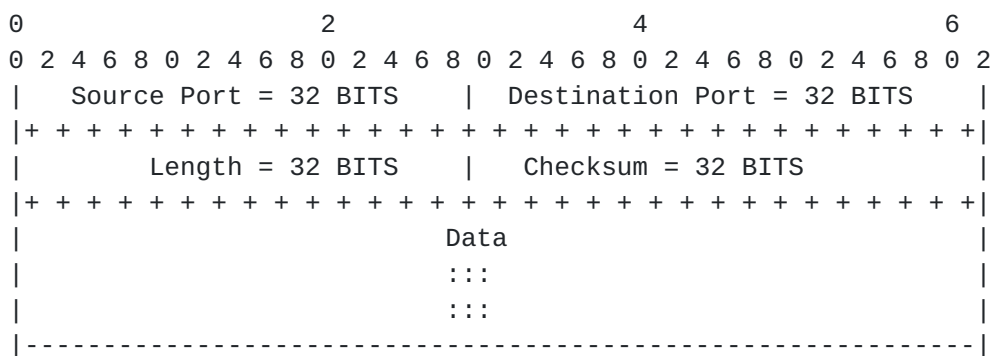 0                   2                   4                   6
0 2 4 6 8 0 2 4 6 8 0 2 4 6 8 0 2 4 6 8 0 2 4 6 8 0 2 4 6 8 0 2
|   Source Port = 32 BITS    |  Destination Port = 32 BITS    |
|+ + + + + + + + + + + + + + + + + + + + + + + + + + + + + + +|
|        Length = 32 BITS    |   Checksum = 32 BITS           |
|+ + + + + + + + + + + + + + + + + + + + + + + + + + + + + + +|
|                           Data                              |
|                           :::                               |
|                           :::                               |
|-------------------------------------------------------------|